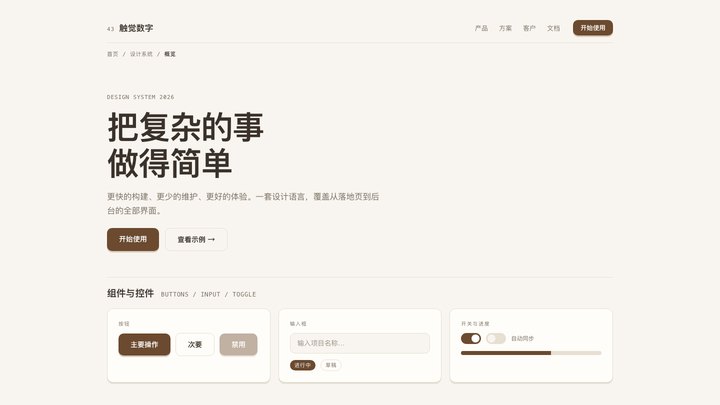 43 触觉数字
产品 方案 客户 文档 开始使用
首页 / 设计系统 / 概览
DESIGN SYSTEM 2026
把复杂的事
做得简单
更快的构建、更少的维护、更好的体验。一套设计语言，覆盖从落地页到后
台的全部界面。
开始使用 查看示例 →
组件与控件 BUTTONS / INPUT / TOGGLE
按钮
主要操作 次要 禁用
输入框
输入项目名称...
进行中 草稿
开关与进度
自动同步